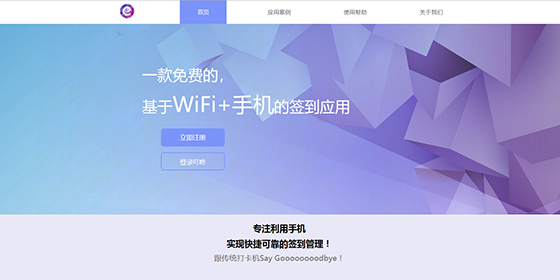 首页 应用案例 使用帮助 关于我们
一款免费的，
基于WiFi+手机的签到应用
立即注册
登录叮咚
专注利用手机
实现快捷可靠的签到管理！
跟传统打卡机Say Gooooooooodbye！